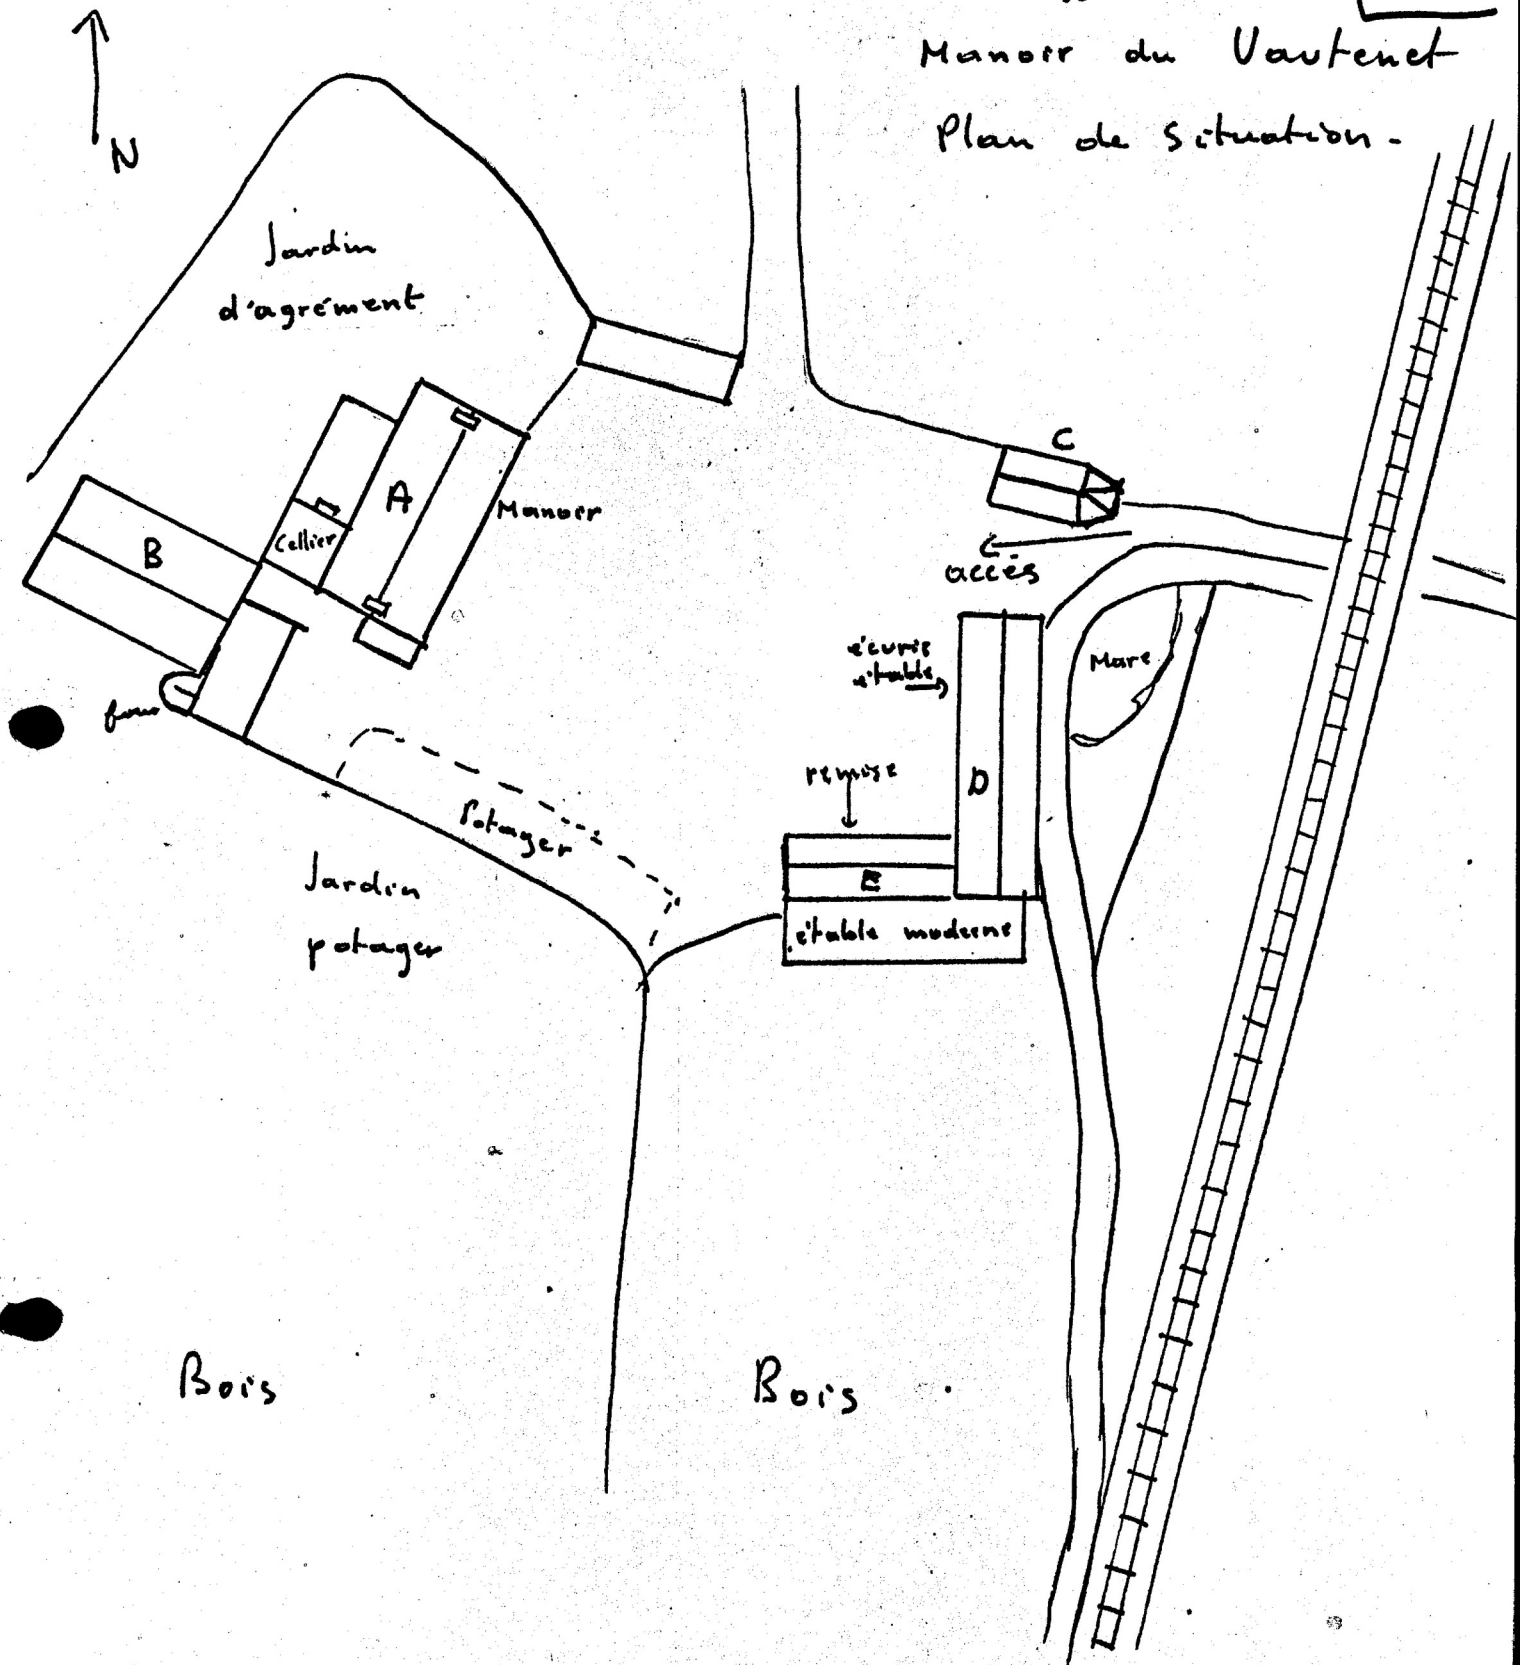 Manoir du Vautenet
Plan de Situation.
N
Jardin
d'agrément
A
Manoir
Cellier
B
C
accès
écurie
étable
Mare
four
remise
D
E
étable moderne
Potager
Jardin
potager
Bois
Bois